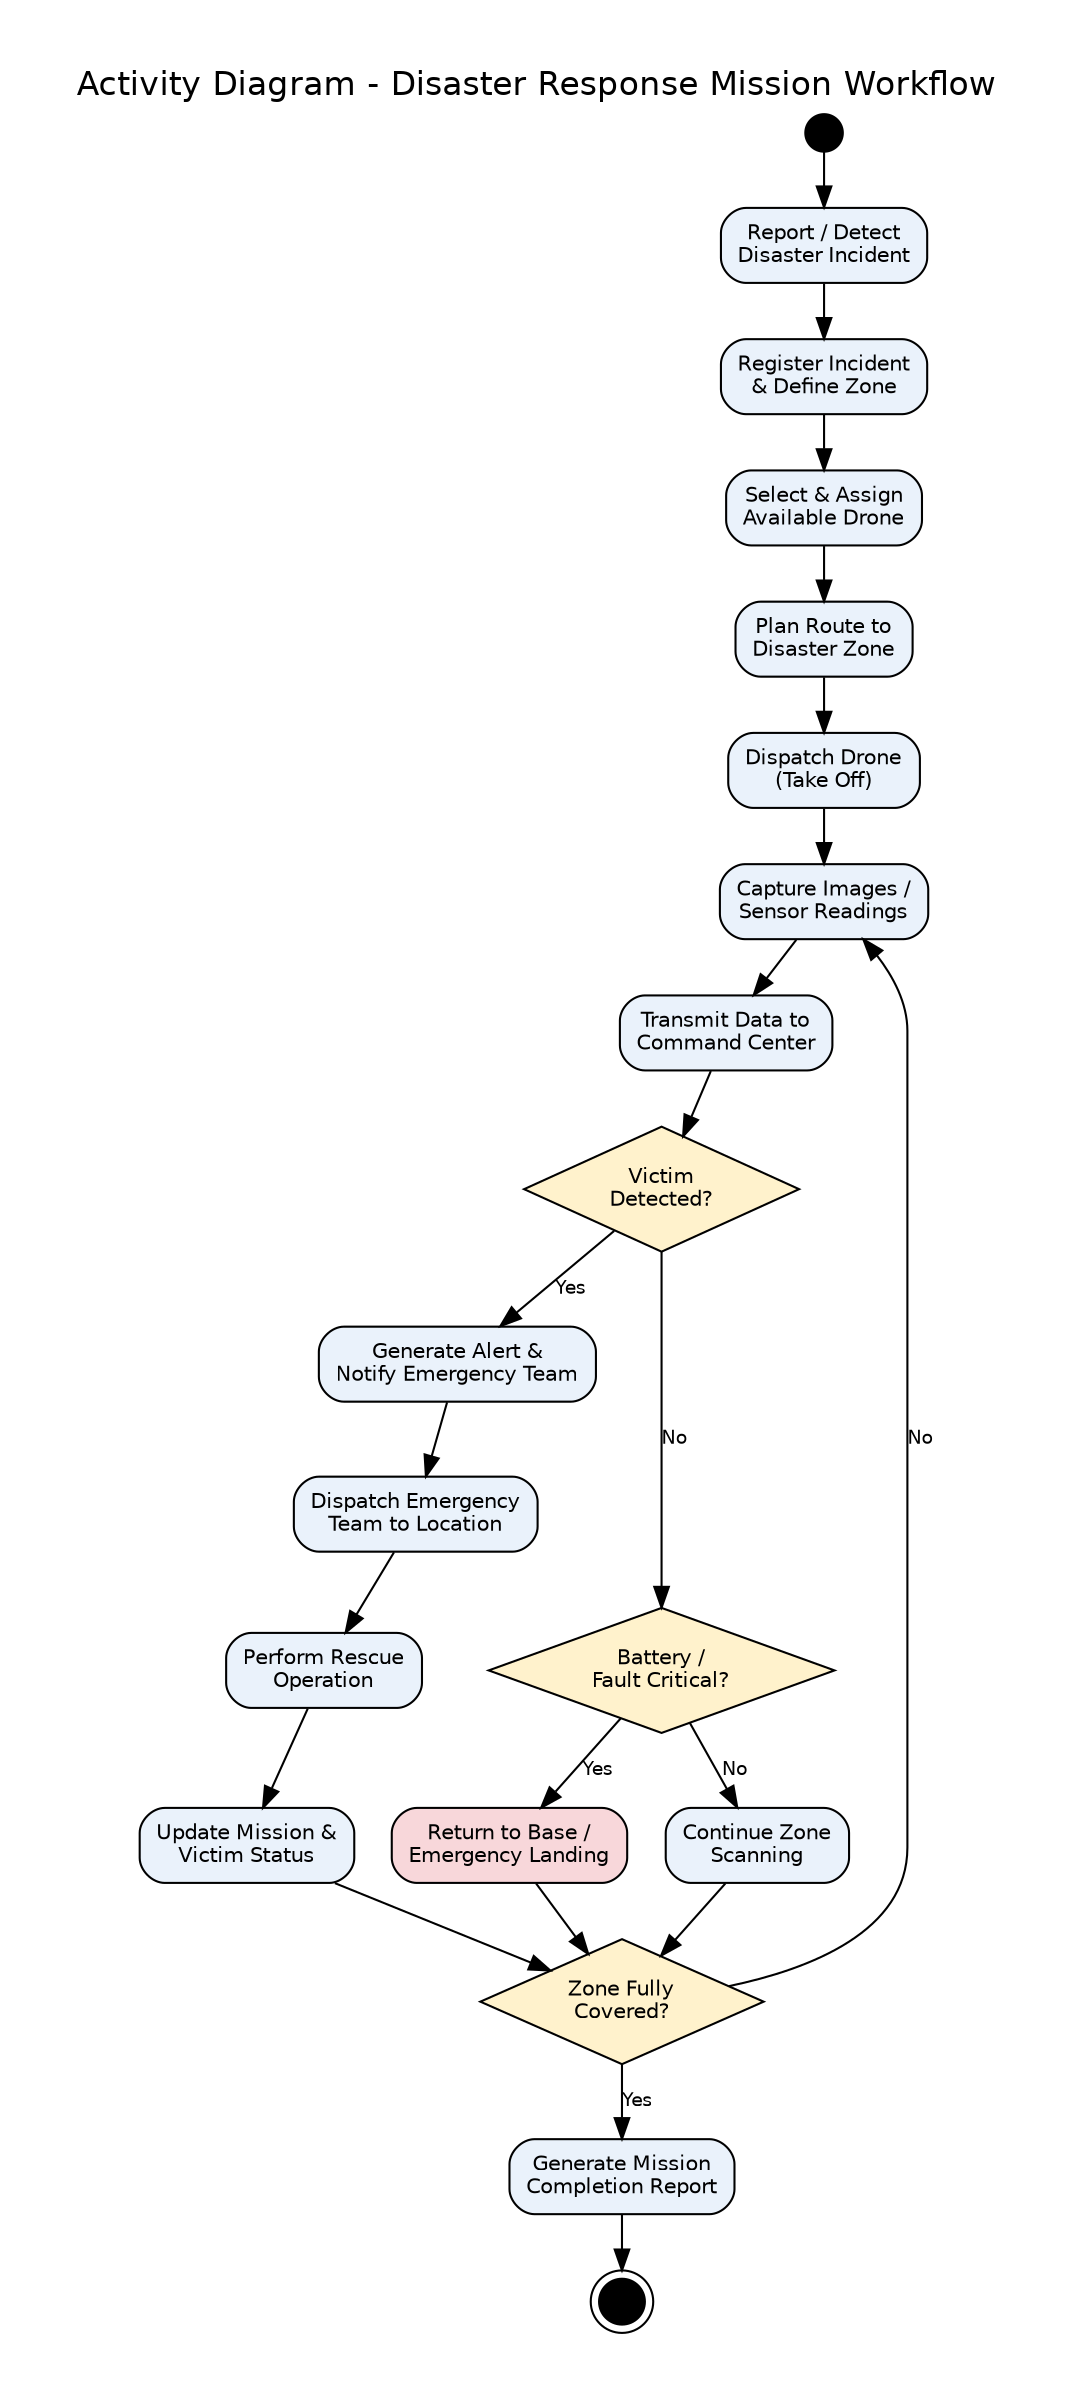 Activity Diagram - Disaster Response Mission Workflow
Report / Detect
Disaster Incident
Register Incident
& Define Zone
Select & Assign
Available Drone
Plan Route to
Disaster Zone
Dispatch Drone
(Take Off)
Capture Images /
Sensor Readings
Transmit Data to
Command Center
Victim
Detected?
Yes
Generate Alert &
Notify Emergency Team
No
No
Dispatch Emergency
Team to Location
Perform Rescue
Operation
Battery /
Fault Critical?
Yes
No
Update Mission &
Victim Status
Return to Base /
Emergency Landing
Continue Zone
Scanning
Zone Fully
Covered?
Yes
Generate Mission
Completion Report